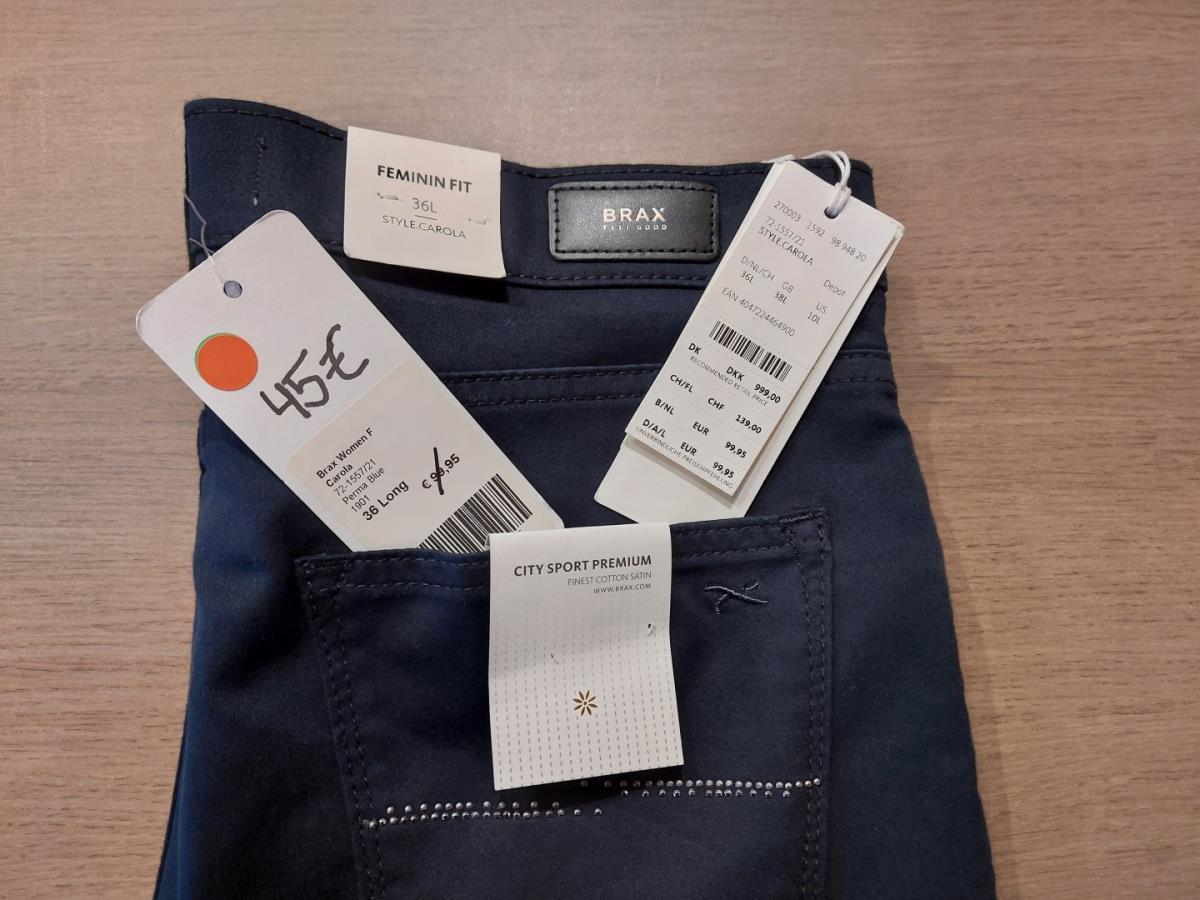 FEMININ FIT
36L
STYLE.CAROLA
BRAX
FEEL GOOD
270003 1592 98 948 20
72-1557/21
STYLE.CAROLA
Depot
D/NL/CH GB US
36L 38L 10L
EAN 4047224464900
DK DKK 999,00
RECOMMENDED RETAIL PRICE
CH/FL CHF 139,00
B/NL EUR 99,95
D/A/L EUR 99,95
UNVERBINDLICHE PREISEMPFEHLUNG
45€
Brax Women F
Carola
72-1557/21
Perma Blue
1901
36 Long € 99,95
CITY SPORT PREMIUM
FINEST COTTON SATIN
WWW.BRAX.COM